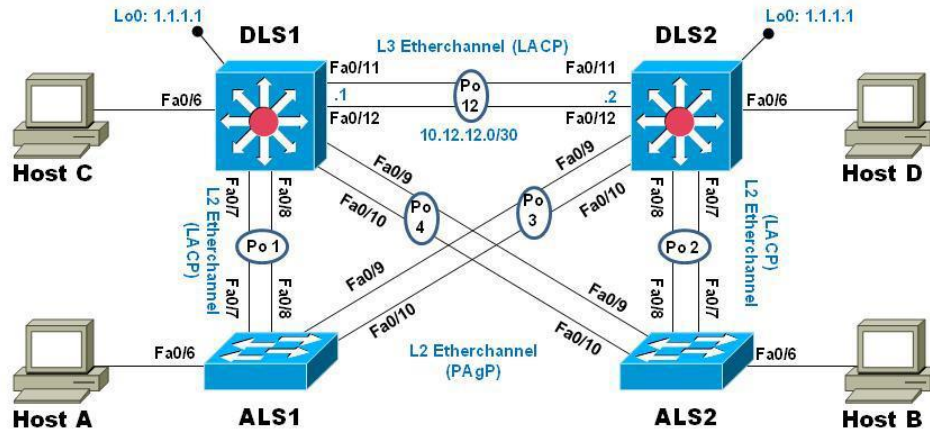 Lo0: 1.1.1.1
Lo0: 1.1.1.1
DLS1
L3 Etherchannel (LACP)
DLS2
Fa0/11
Fa0/11
Po
12
.1
.2
Fa0/6
Fa0/6
Fa0/12
Fa0/12
10.12.12.0/30
Host C
Host D
Fa0/9
Fa0/9
Fa0/10
Fa0/10
Fa0/7
Fa0/8
Fa0/8
Fa0/7
L2 Etherchannel
(LACP)
Po
4
Po
3
L2 Etherchannel
(LACP)
Po 1
Po 2
Fa0/7
Fa0/8
Fa0/8
Fa0/7
Fa0/9
Fa0/9
Fa0/10
Fa0/10
L2 Etherchannel
(PAgP)
Fa0/6
Fa0/6
Host A
ALS1
ALS2
Host B